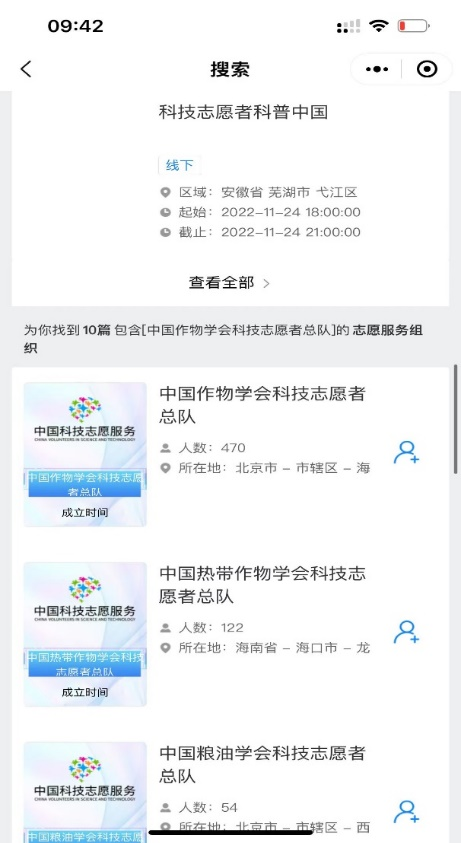 09:42
搜索
科技志愿者科普中国
线下
区域：安徽省 芜湖市 弋江区
起始：2022-11-24 18:00:00
截止：2022-11-24 21:00:00
查看全部 >
为你找到 10篇 包含[中国作物学会科技志愿者总队]的 志愿服务组
织
中国科技志愿服务
CHINA VOLUNTEERS IN SCIENCE AND TECHNOLOGY
中国作物学会科技志愿
者总队
成立时间
中国作物学会科技志愿者
总队
人数：470
所在地：北京市 - 市辖区 - 海
中国科技志愿服务
CHINA VOLUNTEERS IN SCIENCE AND TECHNOLOGY
中国热带作物学会科技
志愿者总队
成立时间
中国热带作物学会科技志
愿者总队
人数：122
所在地：海南省 - 海口市 - 龙
中国科技志愿服务
CHINA VOLUNTEERS IN SCIENCE AND TECHNOLOGY
中国粮油学会科技志愿
中国粮油学会科技志愿者
总队
人数：54
所在地：北京市 - 市辖区 - 西